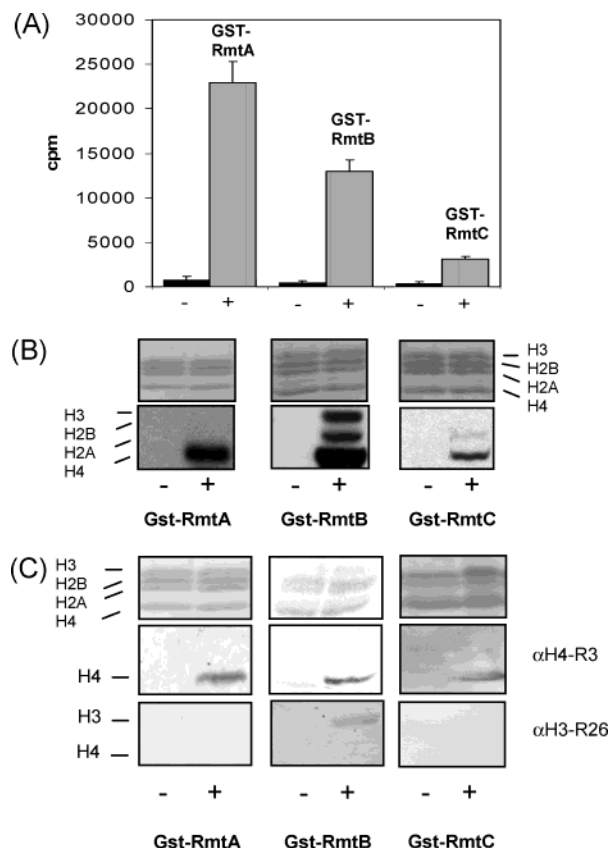 (A)
30000
25000
20000
15000
10000
5000
0
cpm
GST-
RmtA
GST-
RmtB
GST-
RmtC
- + - + - +
(B)
H3
H2B
H2A
H4
H3
H2B
H2A
H4
- + - + - +
Gst-RmtA Gst-RmtB Gst-RmtC
(C)
H3
H2B
H2A
H4
H4
αH4-R3
H3
αH3-R26
H4
- + - + - +
Gst-RmtA Gst-RmtB Gst-RmtC